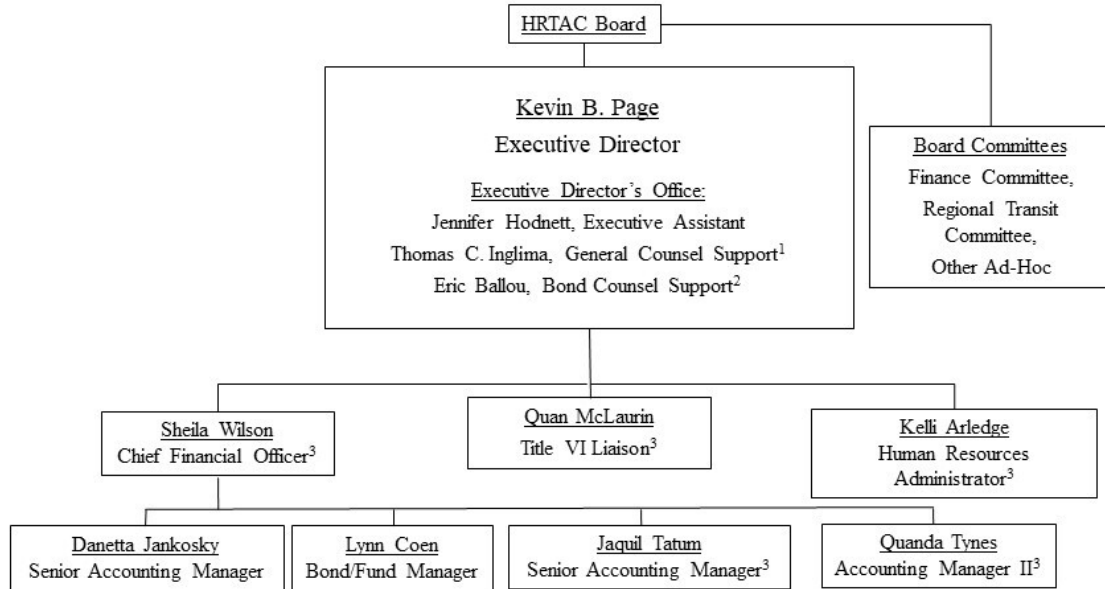 HRTAC Board
Kevin B. Page
Executive Director
Executive Director's Office:
Jennifer Hodnett, Executive Assistant
Thomas C. Inglima, General Counsel Support¹
Eric Ballou, Bond Counsel Support²
Board Committees
Finance Committee,
Regional Transit
Committee,
Other Ad-Hoc
Sheila Wilson
Chief Financial Officer³
Quan McLaurin
Title VI Liaison³
Kelli Arledge
Human Resources
Administrator³
Danetta Jankosky
Senior Accounting Manager
Lynn Coen
Bond/Fund Manager
Jaquil Tatum
Senior Accounting Manager³
Quanda Tynes
Accounting Manager II³